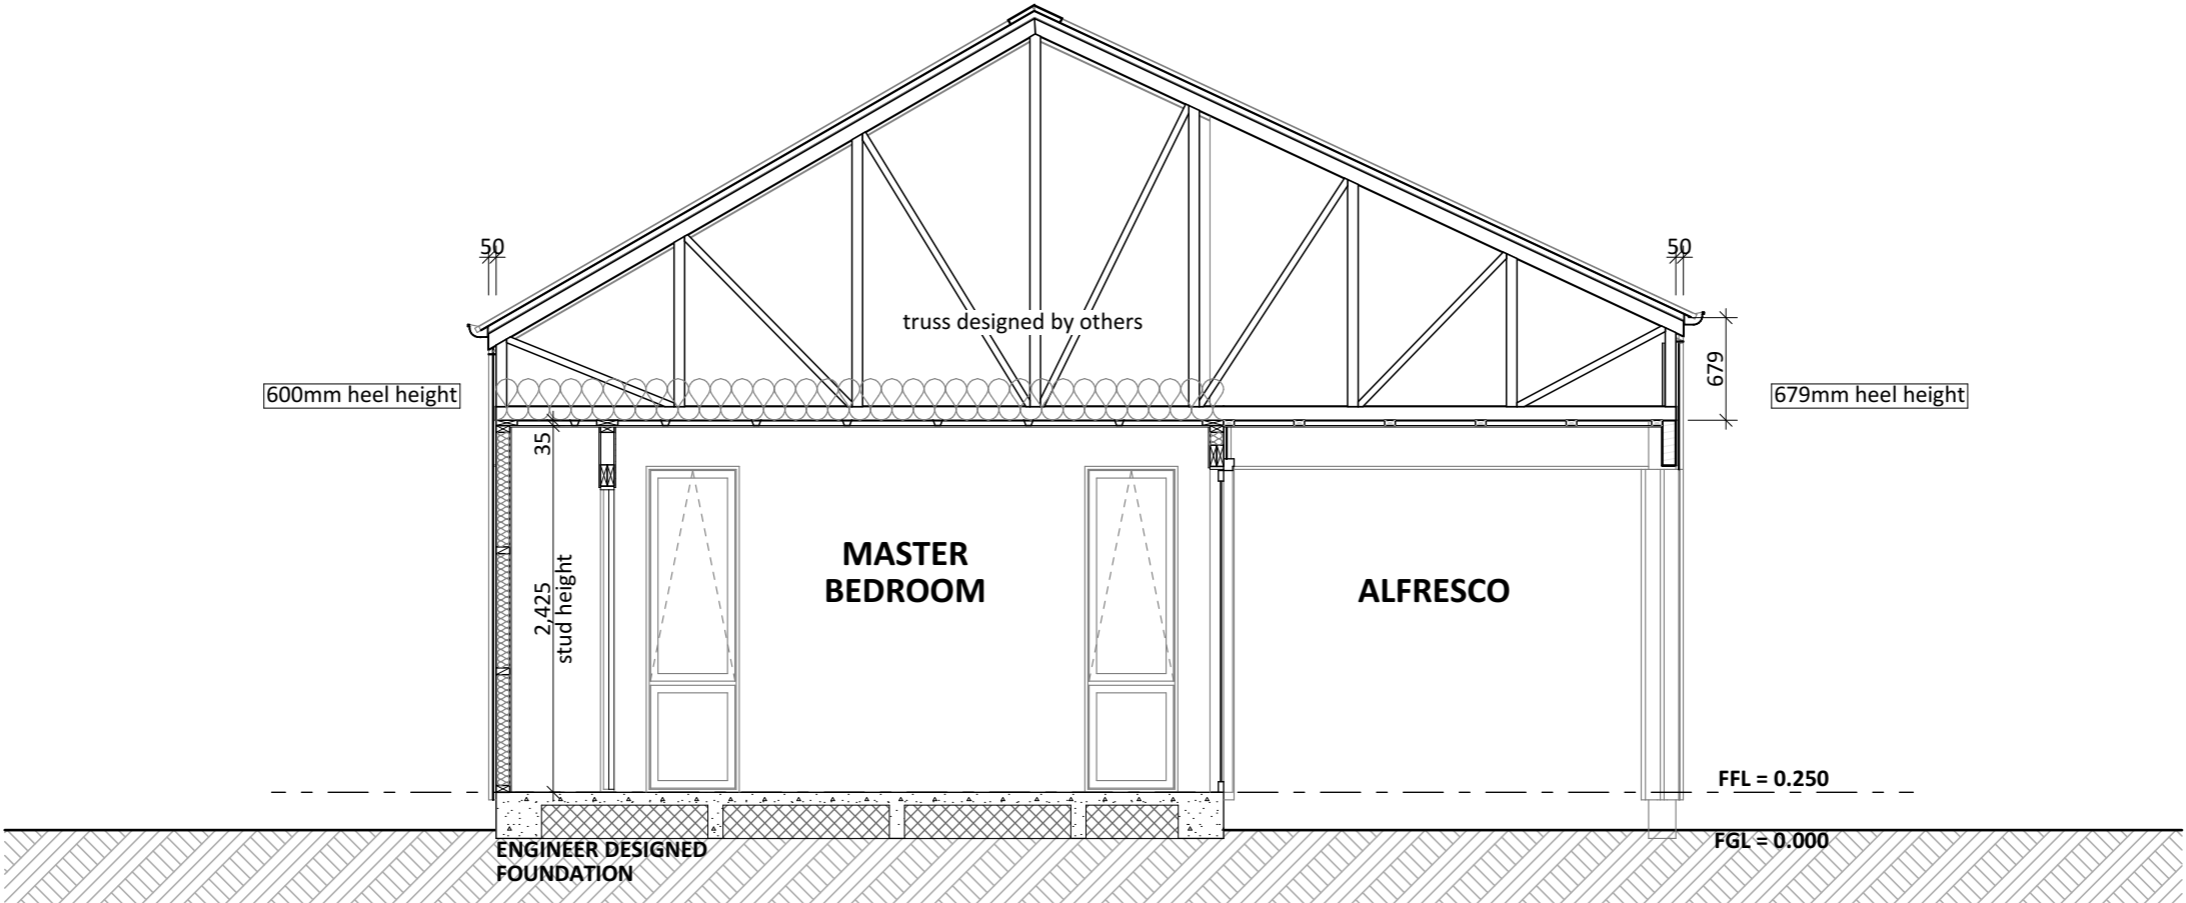 50
50
truss designed by others
679
600mm heel height
679mm heel height
35
2,425
stud height
MASTER
BEDROOM
ALFRESCO
FFL = 0.250
FGL = 0.000
ENGINEER DESIGNED
FOUNDATION